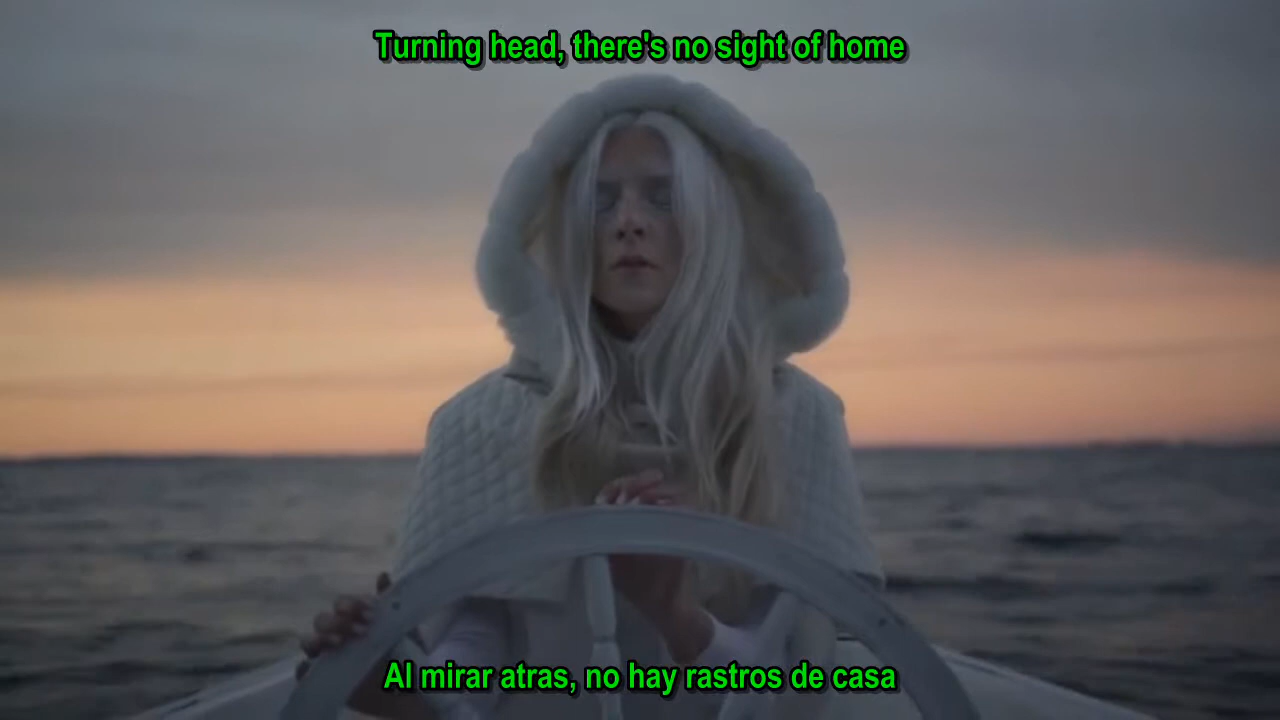 Turning head, there's no sight of home
Al mirar atras, no hay rastros de casa